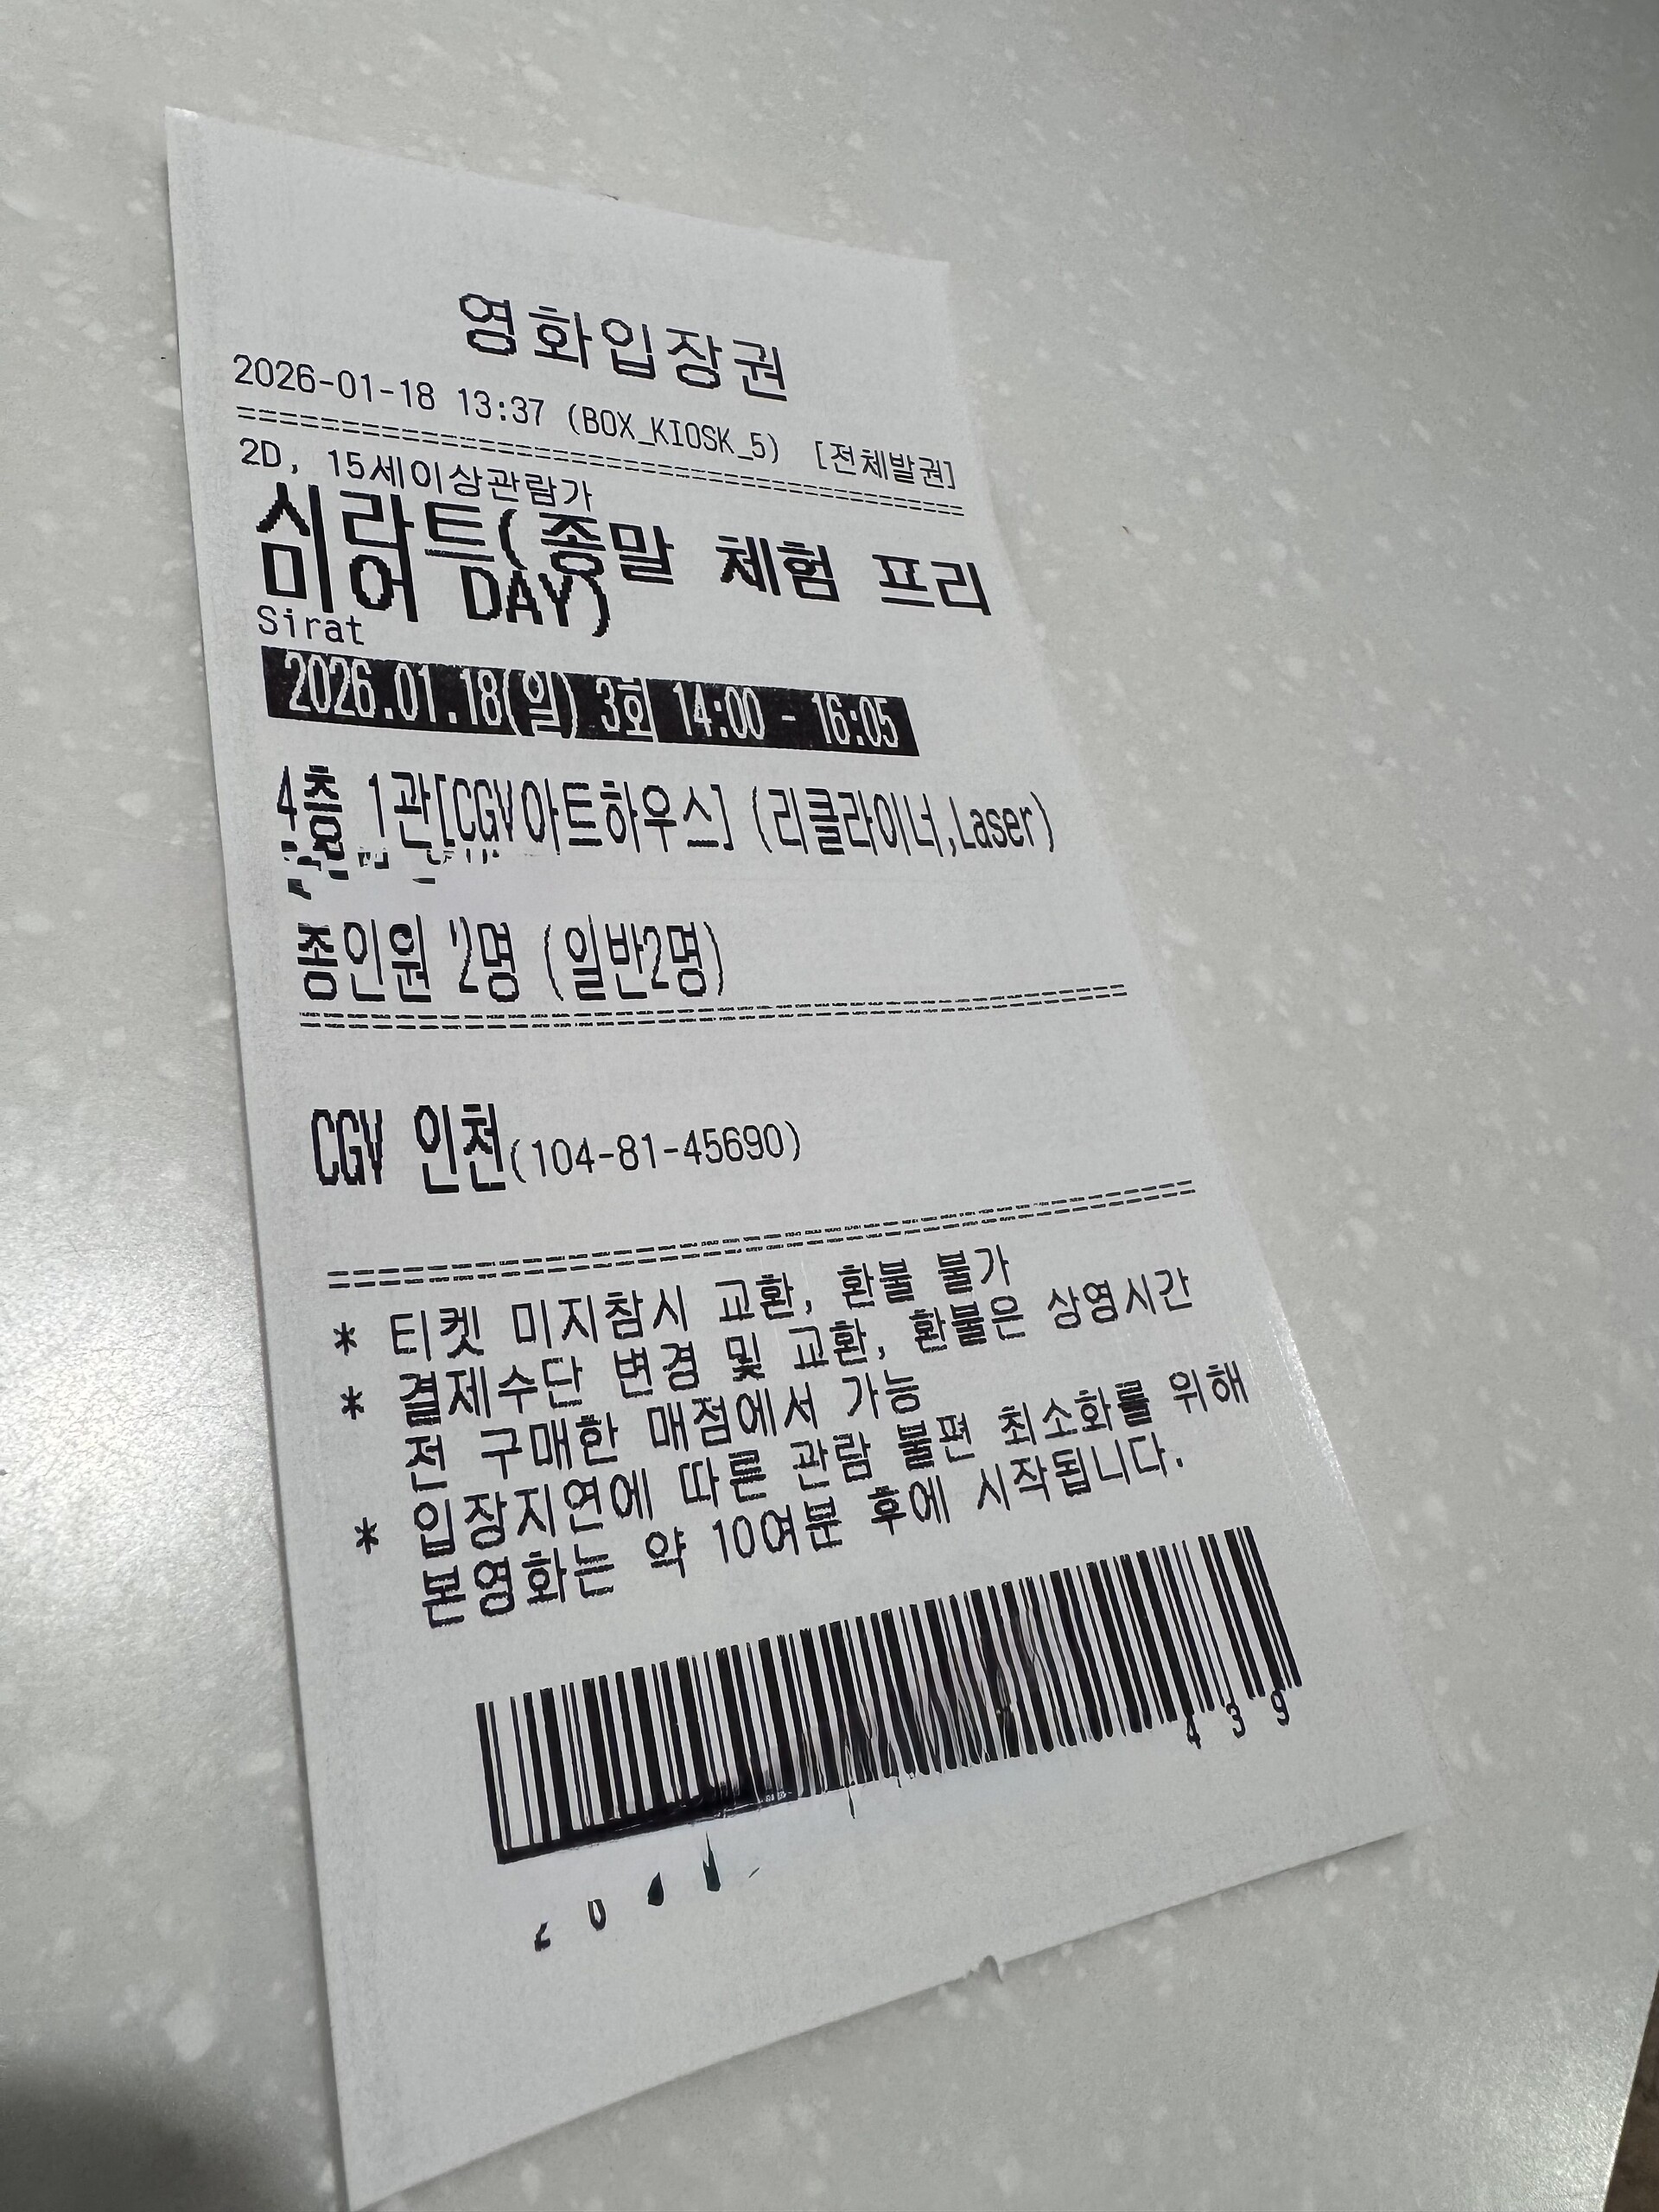 영화입장권
2026-01-18 13:37 (BOX_KIOSK_5) [전체발권]
2D, 15세이상관람가
시라트(종말 체험 프리
미어 DAY)
Sirat
2026.01.18(일) 3회 14:00 - 16:05
4층 1관[CGV아트하우스] (리클라이너,Laser)
총인원 2명 (일반2명)
CGV 인천(104-81-45690)
* 티켓 미지참시 교환, 환불 불가
* 결제수단 변경 및 교환, 환불은 상영시간
전 구매한 매점에서 가능
* 입장지연에 따른 관람 불편 최소화를 위해
본영화는 약 10여분 후에 시작됩니다.
4 3 9